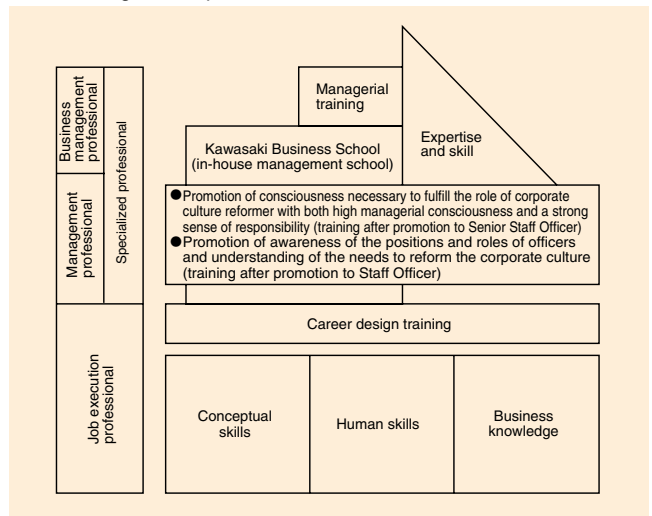 Business
management
professional
Specialized professional
Management
professional
Job execution
professional
Managerial
training
Kawasaki Business School
(in-house management school)
Expertise
and skill
●Promotion of consciousness necessary to fulfill the role of corporate
culture reformer with both high managerial consciousness and a strong
sense of responsibility (training after promotion to Senior Staff Officer)
●Promotion of awareness of the positions and roles of officers
and understanding of the needs to reform the corporate culture
(training after promotion to Staff Officer)
Career design training
Conceptual
skills
Human skills
Business
knowledge